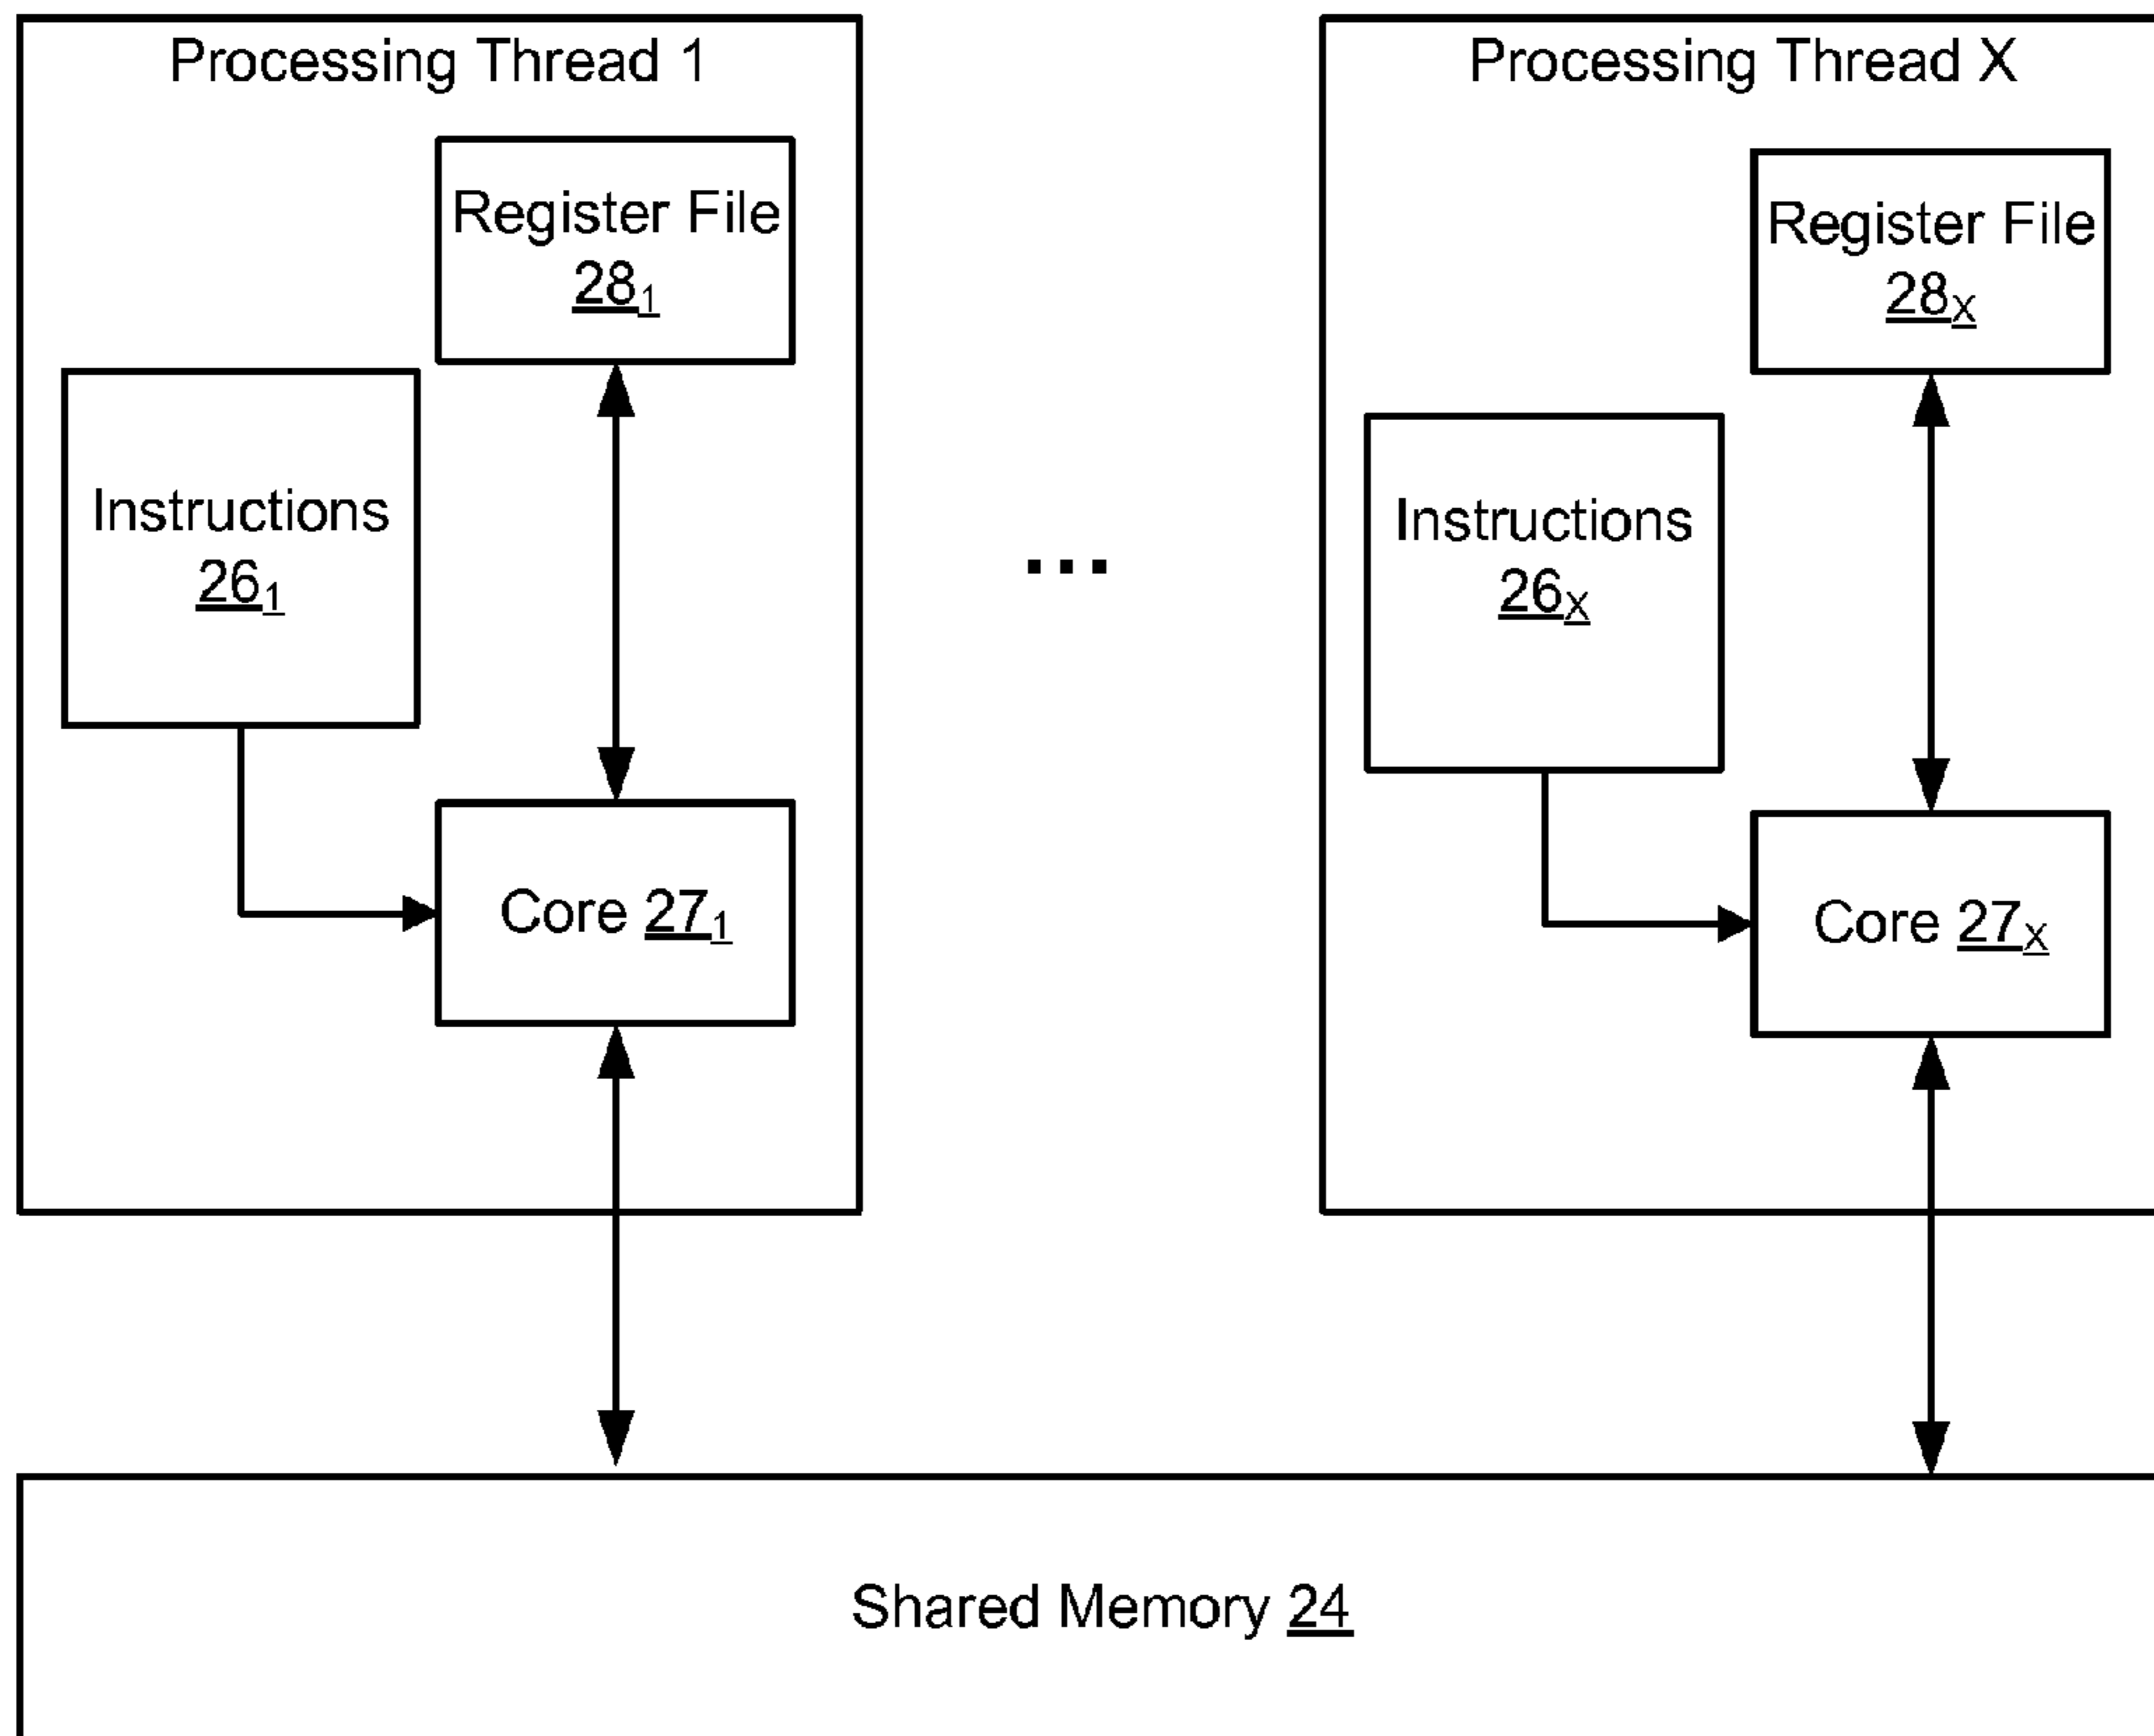 Processing Thread 1
Register File
28₁
Instructions
26₁
Core 27₁
...
Processing Thread X
Register File
28ₓ
Instructions
26ₓ
Core 27ₓ
Shared Memory 24